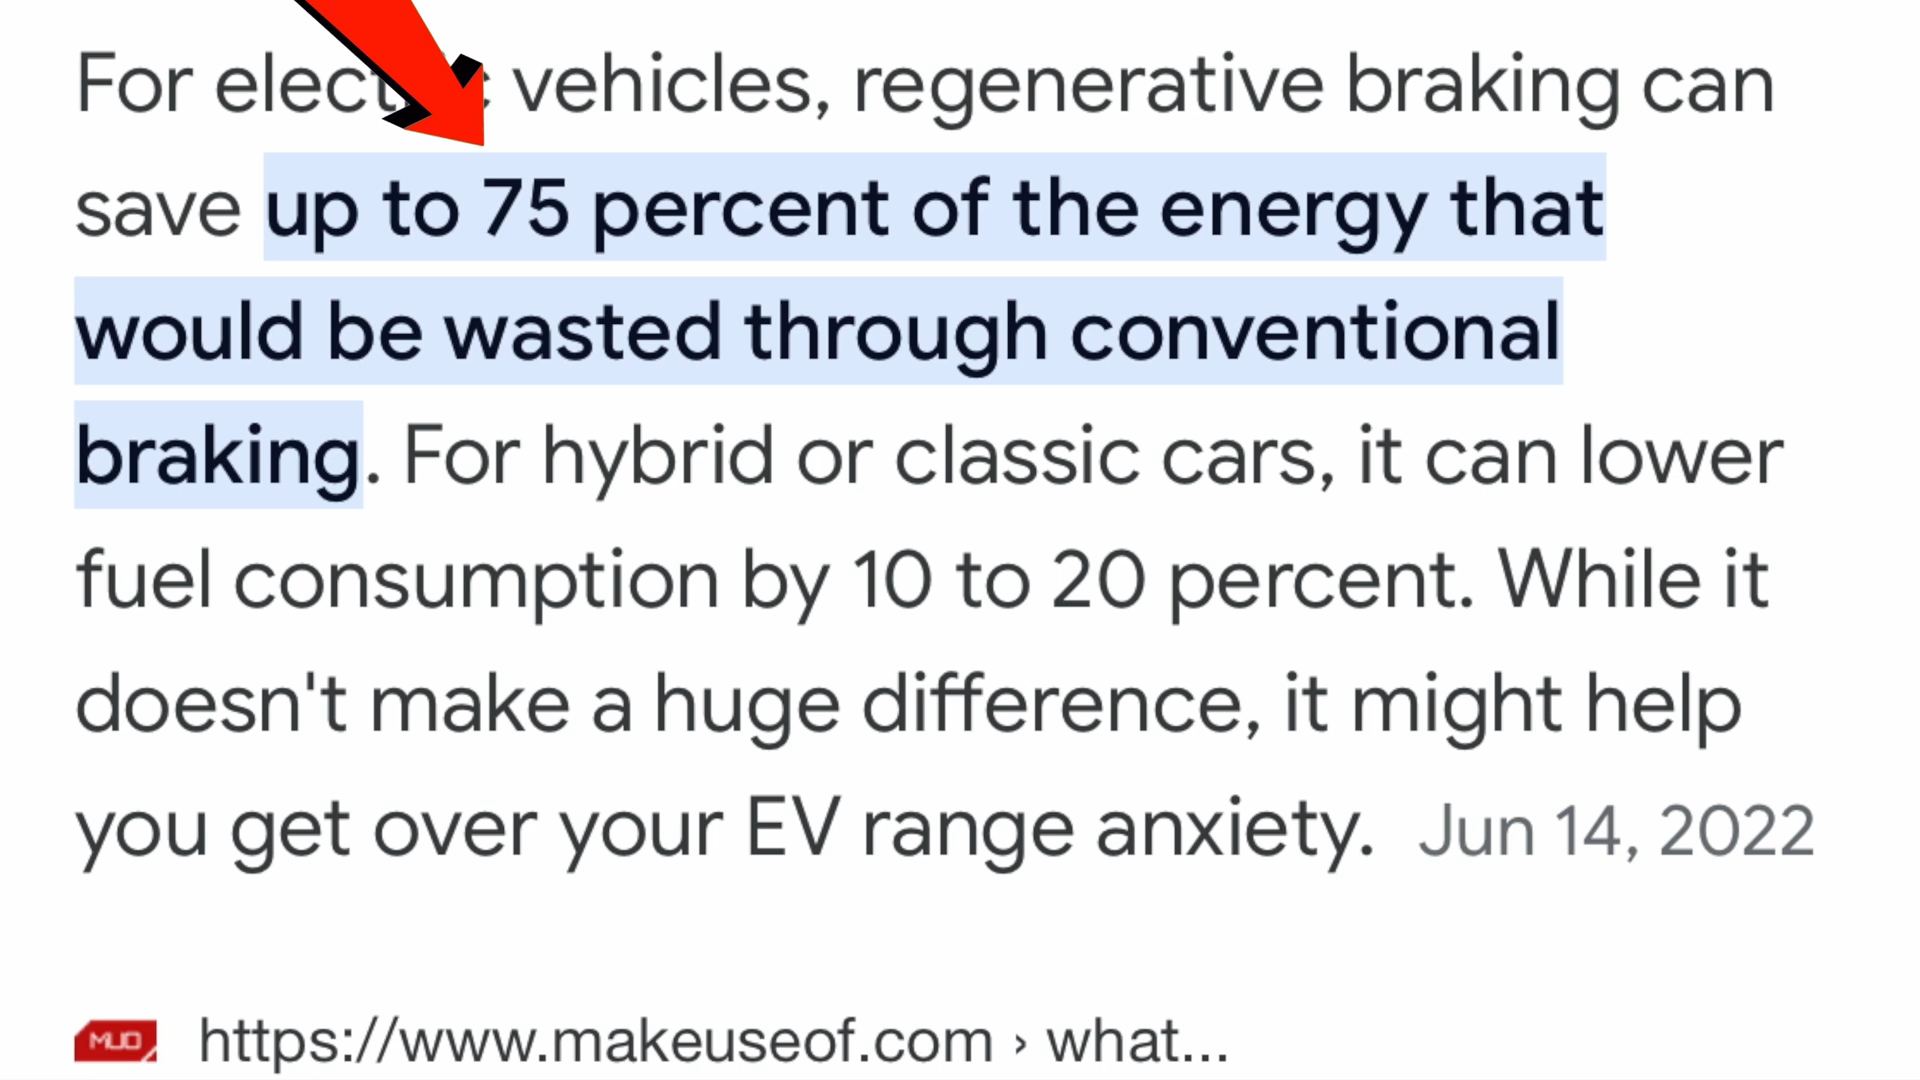 For electric vehicles, regenerative braking can
save up to 75 percent of the energy that
would be wasted through conventional
braking. For hybrid or classic cars, it can lower
fuel consumption by 10 to 20 percent. While it
doesn't make a huge difference, it might help
you get over your EV range anxiety. Jun 14, 2022
MUO https://www.makeuseof.com › what...